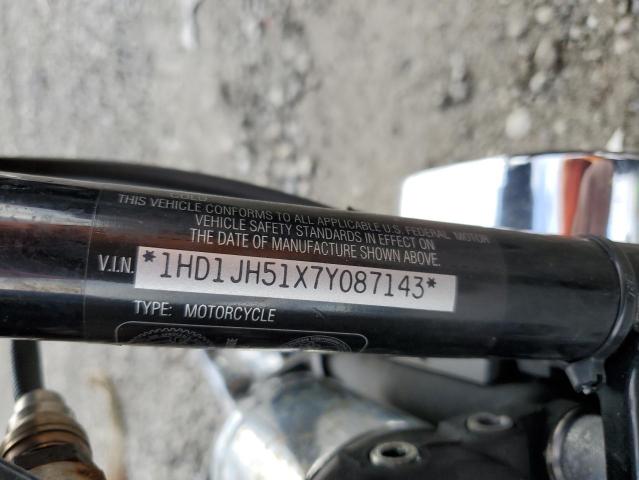 COLD
THIS VEHICLE CONFORMS TO ALL APPLICABLE U.S. FEDERAL MOTOR
VEHICLE SAFETY STANDARDS IN EFFECT ON
THE DATE OF MANUFACTURE SHOWN ABOVE.
V.I.N. *1HD1JH51X7Y087143*
TYPE: MOTORCYCLE